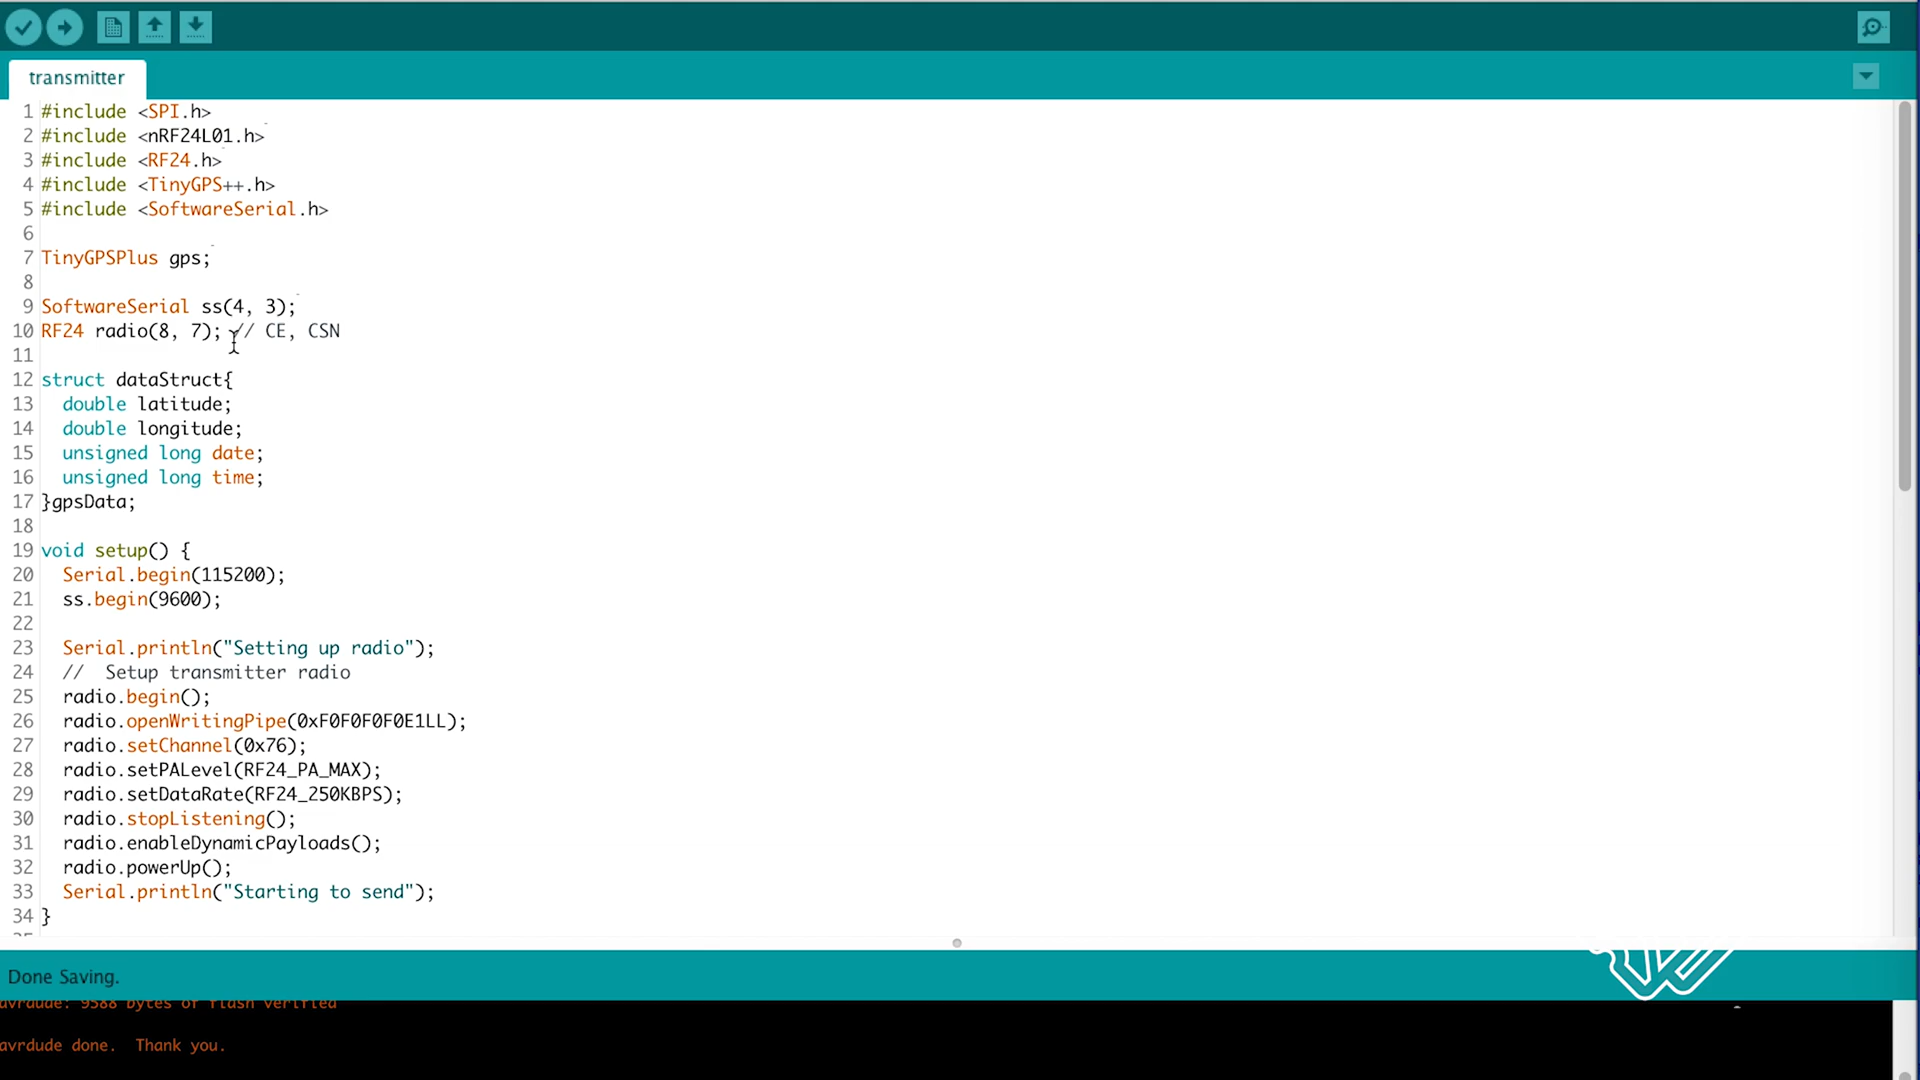 transmitter
1 #include <SPI.h>
2 #include <nRF24L01.h>
3 #include <RF24.h>
4 #include <TinyGPS++.h>
5 #include <SoftwareSerial.h>
6
7 TinyGPSPlus gps;
8
9 SoftwareSerial ss(4, 3);
10 RF24 radio(8, 7); // CE, CSN
11
12 struct dataStruct{
13   double latitude;
14   double longitude;
15   unsigned long date;
16   unsigned long time;
17 }gpsData;
18
19 void setup() {
20   Serial.begin(115200);
21   ss.begin(9600);
22
23   Serial.println("Setting up radio");
24   //  Setup transmitter radio
25   radio.begin();
26   radio.openWritingPipe(0xF0F0F0F0E1LL);
27   radio.setChannel(0x76);
28   radio.setPALevel(RF24_PA_MAX);
29   radio.setDataRate(RF24_250KBPS);
30   radio.stopListening();
31   radio.enableDynamicPayloads();
32   radio.powerUp();
33   Serial.println("Starting to send");
34 }
35
Done Saving.
avrdude: 9588 bytes of flash verified
avrdude done.  Thank you.